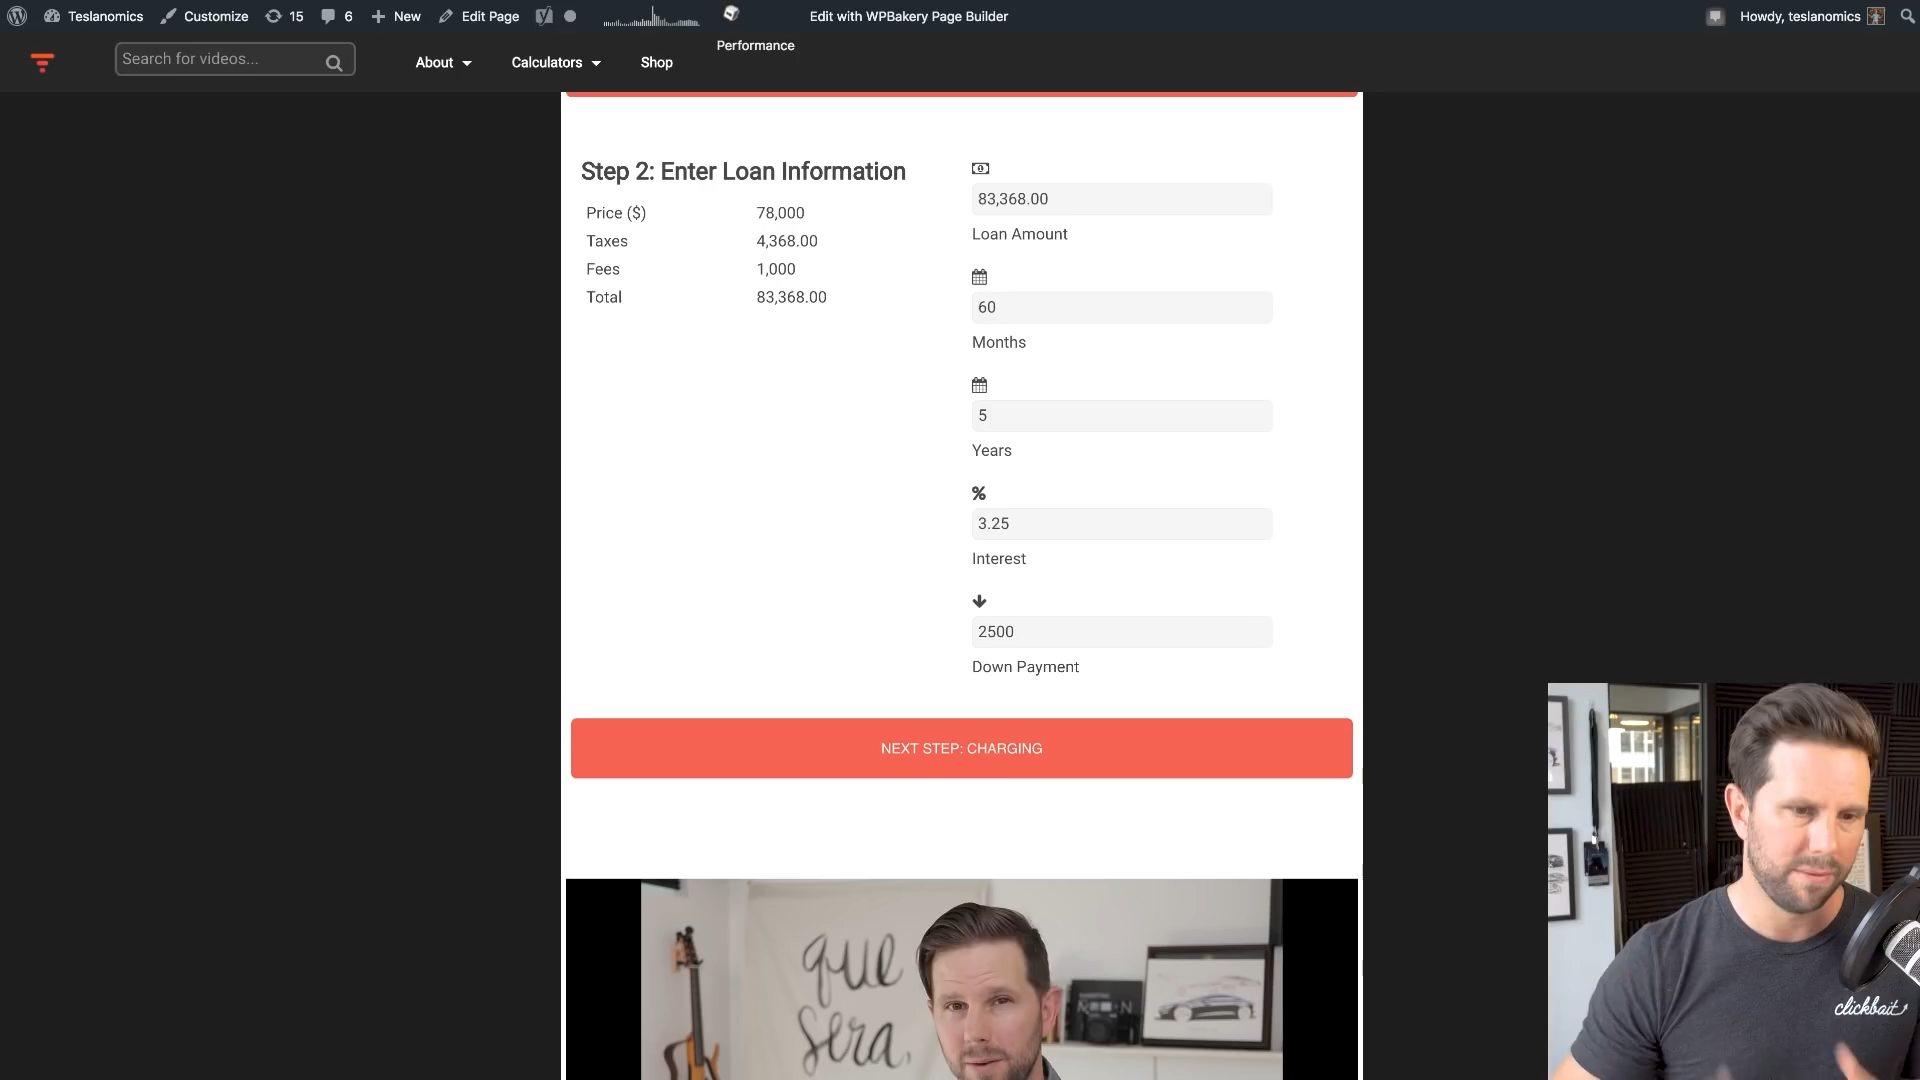 Teslanomics Customize 15 6 New Edit Page Edit with WPBakery Page Builder Howdy, teslanomics
Performance
Search for videos... About Calculators Shop
Step 2: Enter Loan Information
Price ($) 78,000
Taxes 4,368.00
Fees 1,000
Total 83,368.00
83,368.00
Loan Amount
60
Months
5
Years
%
3.25
Interest
2500
Down Payment
NEXT STEP: CHARGING
que
sera.
clickbait